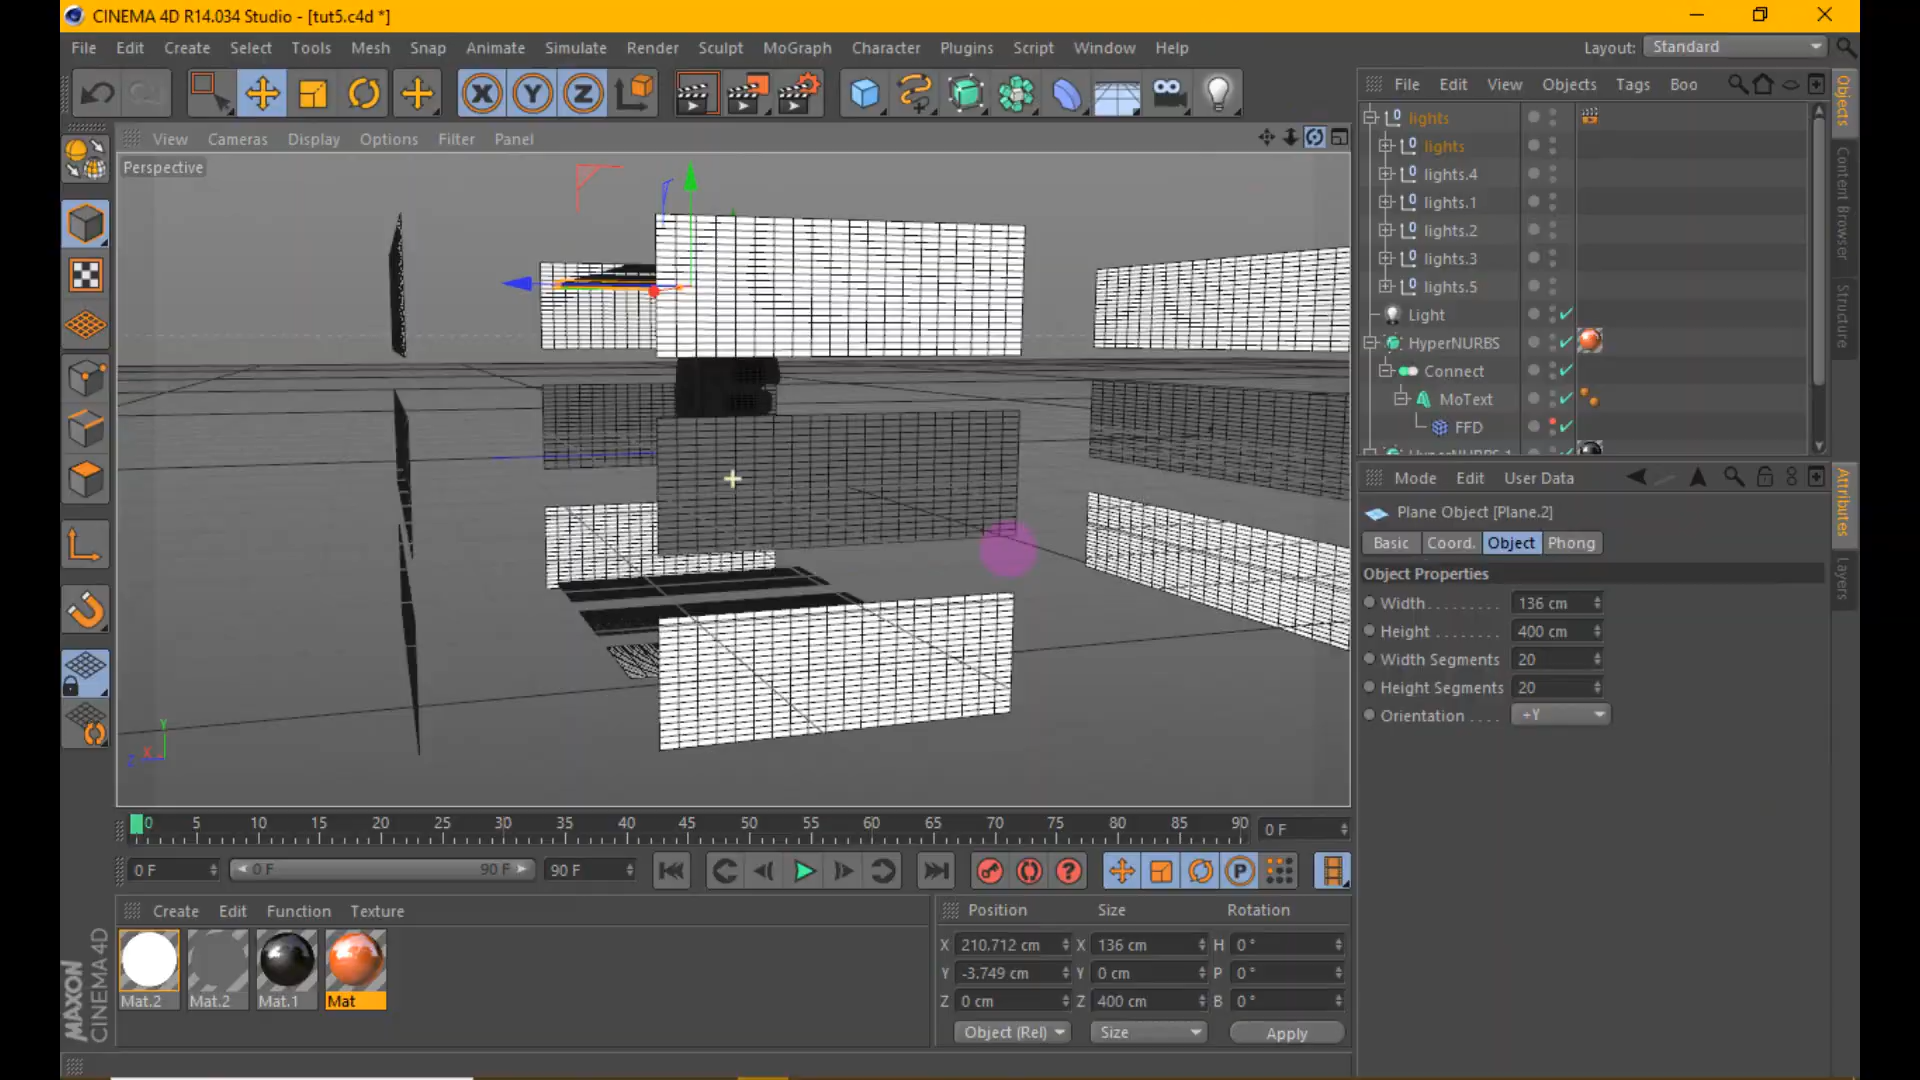 CINEMA 4D R14.034 Studio - [tut5.c4d *]
File Edit Create Select Tools Mesh Snap Animate Simulate Render Sculpt MoGraph Character Plugins Script Window Help
Layout: Standard
File Edit View Objects Tags Boo
View Cameras Display Options Filter Panel
Perspective
lights
lights
lights.4
lights.1
lights.2
lights.3
lights.5
Light
HyperNURBS
Connect
MoText
FFD
Objects
Content Browser
Structure
Mode Edit User Data
Plane Object [Plane.2]
Basic Coord. Object Phong
Object Properties
Width 136 cm
Height 400 cm
Width Segments 20
Height Segments 20
Orientation +Y
Attributes
Layers
Y
X
Z
0 5 10 15 20 25 30 35 40 45 50 55 60 65 70 75 80 85 90 0 F
0 F 0 F 90 F 90 F
Create Edit Function Texture
Mat.2 Mat.2 Mat.1 Mat
Position Size Rotation
X 210.712 cm X 136 cm H 0 °
Y -3.749 cm Y 0 cm P 0 °
Z 0 cm Z 400 cm B 0 °
Object (Rel) Size Apply
MAXON
CINEMA 4D